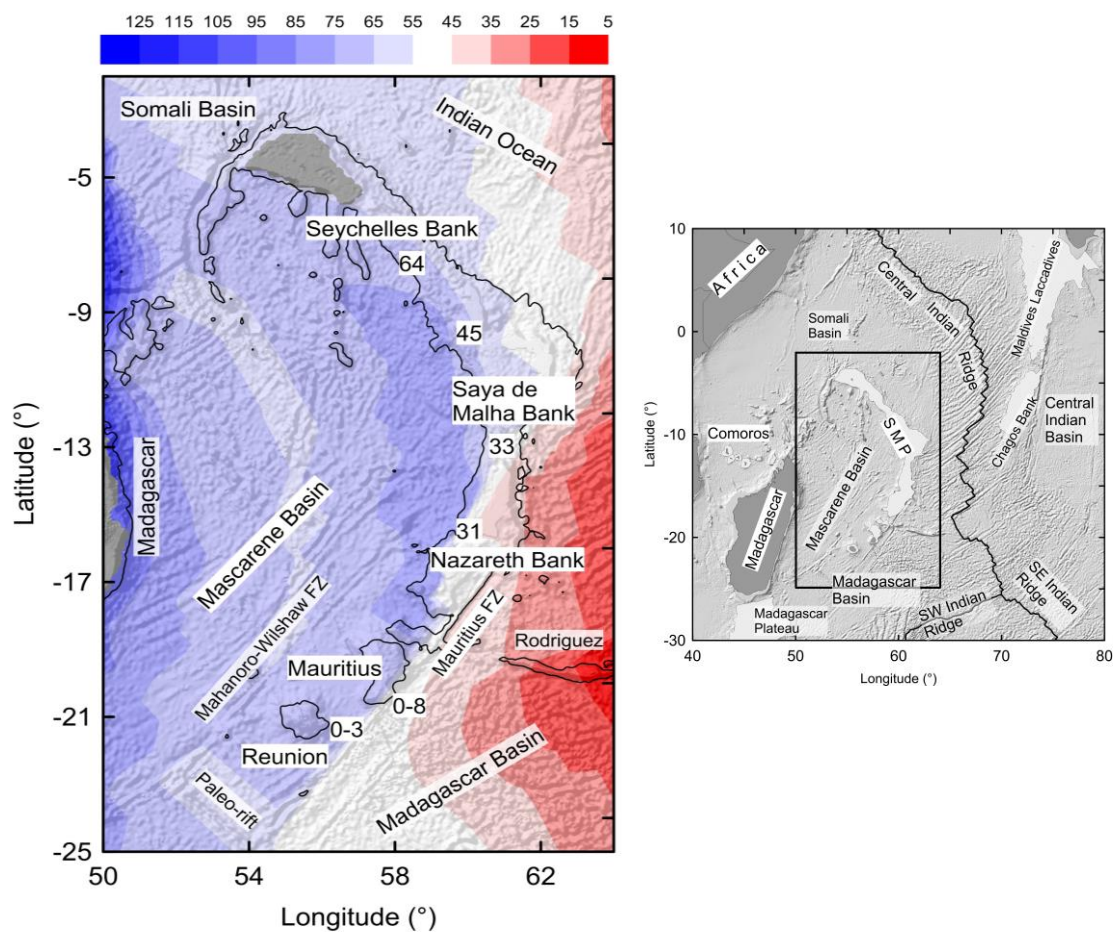 125 115 105 95 85 75 65 55 45 35 25 15 5
Somali Basin
Indian Ocean
Seychelles Bank
64
45
Saya de
Malha Bank
33
Madagascar
Mascarene Basin
31
Nazareth Bank
Mahanoro-Wilshaw FZ
Mauritius FZ
Rodriguez
Mauritius
0-8
0-3
Reunion
Madagascar Basin
Paleo-rift
-5
-9
-13
-17
-21
-25
Latitude (°)
50 54 58 62
Longitude (°)
10
0
-10
-20
-30
Latitude (°)
Africa
Central
Indian
Ridge
Maldives Laccadives
Somali
Basin
SMP
Chagos Bank
Central
Indian
Basin
Comoros
Mascarene Basin
Madagascar
Madagascar
Basin
Madagascar
Plateau
SW Indian
Ridge
SE Indian
Ridge
40 50 60 70 80
Longitude (°)